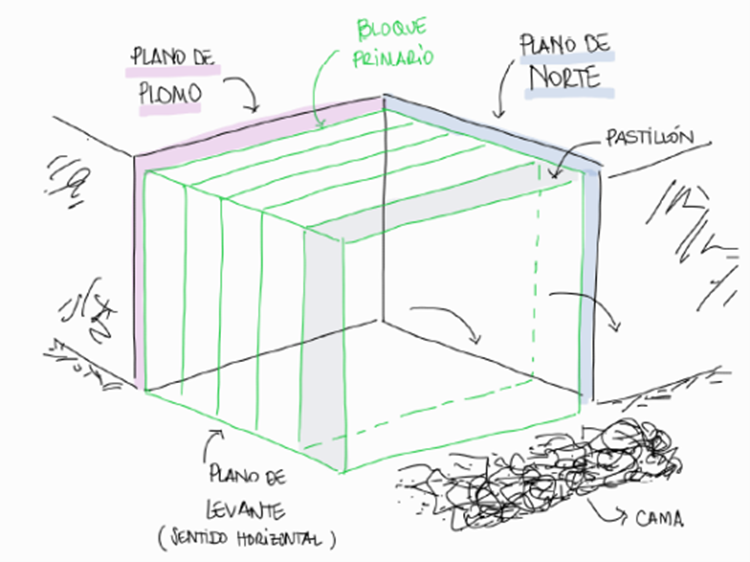 BLOQUE
PRIMARIO
PLANO DE
PLOMO
PLANO DE
NORTE
PASTILLÓN
PLANO DE
LEVANTE
(SENTIDO HORIZONTAL)
CAMA